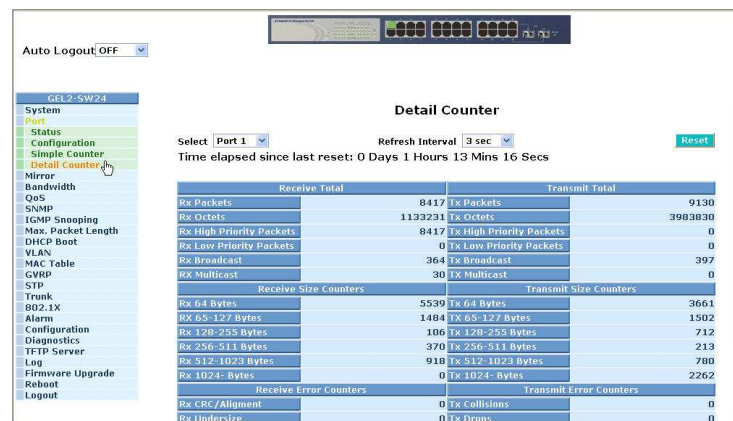 Auto Logout OFF
GEL2-SW24
System
Port
Status
Configuration
Simple Counter
Detail Counter
Mirror
Bandwidth
QoS
SNMP
IGMP Snooping
Max. Packet Length
DHCP Boot
VLAN
MAC Table
GVRP
STP
Trunk
802.1X
Alarm
Configuration
Diagnostics
TFTP Server
Log
Firmware Upgrade
Reboot
Logout
Detail Counter
Select Port 1 Refresh Interval 3 sec Reset
Time elapsed since last reset: 0 Days 1 Hours 13 Mins 16 Secs
Receive Total Transmit Total
Rx Packets 8417 Tx Packets 9130
Rx Octets 1133231 Tx Octets 3983830
Rx High Priority Packets 8417 Tx High Priority Packets 0
Rx Low Priority Packets 0 Tx Low Priority Packets 0
Rx Broadcast 364 Tx Broadcast 397
RX Multicast 30 TX Multicast 0
Receive Size Counters Transmit Size Counters
Rx 64 Bytes 5539 Tx 64 Bytes 3661
RX 65-127 Bytes 1484 TX 65-127 Bytes 1502
Rx 128-255 Bytes 106 Tx 128-255 Bytes 712
Rx 256-511 Bytes 370 Tx 256-511 Bytes 213
Rx 512-1023 Bytes 918 Tx 512-1023 Bytes 780
Rx 1024- Bytes 0 Tx 1024- Bytes 2262
Receive Error Counters Transmit Error Counters
Rx CRC/Aligment 0 Tx Collisions 0
Rx Undersize 0 Tx Drops 0